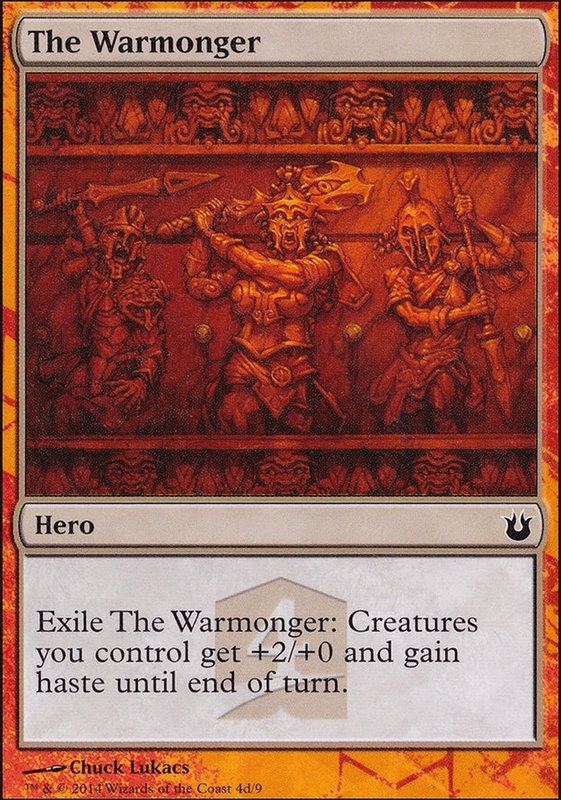 The Warmonger
Hero
4
Exile The Warmonger: Creatures
you control get +2/+0 and gain
haste until end of turn.
Chuck Lukacs
™ & © 2014 Wizards of the Coast 4d/9